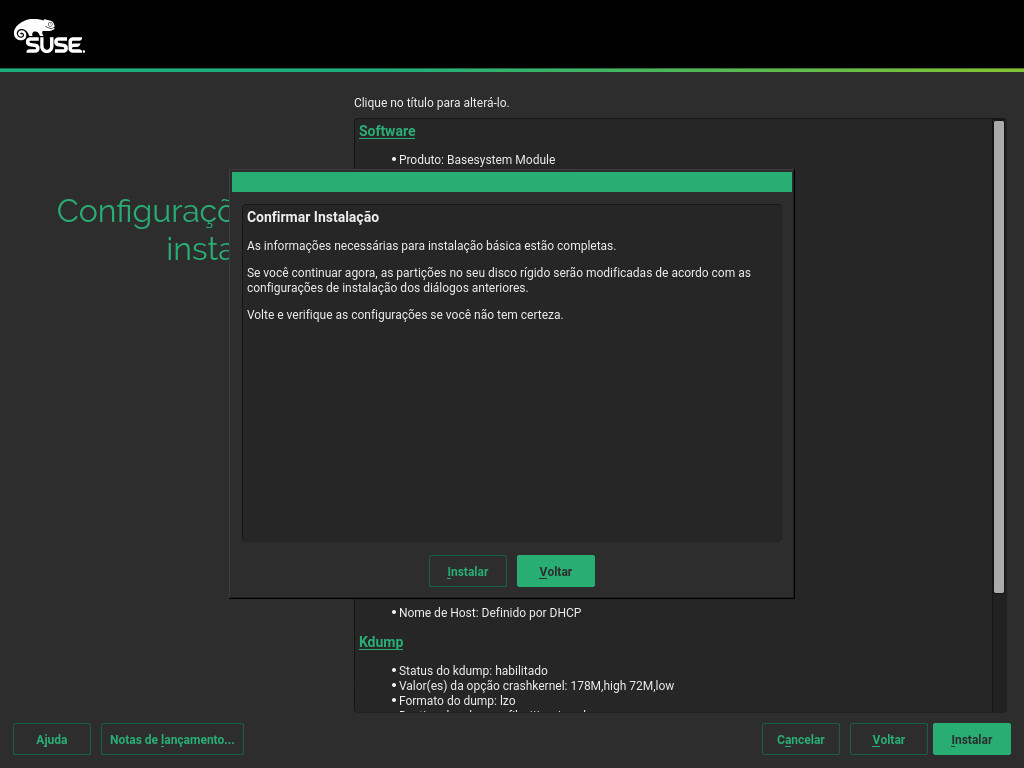 SUSE.
Clique no título para alterá-lo.
Software
• Produto: Basesystem Module
Configuraçõ
insta
Confirmar Instalação
As informações necessárias para instalação básica estão completas.
Se você continuar agora, as partições no seu disco rígido serão modificadas de acordo com as
configurações de instalação dos diálogos anteriores.
Volte e verifique as configurações se você não tem certeza.
Instalar Voltar
• Nome de Host: Definido por DHCP
Kdump
• Status do kdump: habilitado
• Valor(es) da opção crashkernel: 178M,high 72M,low
• Formato do dump: lzo
Ajuda Notas de lançamento... Cancelar Voltar Instalar